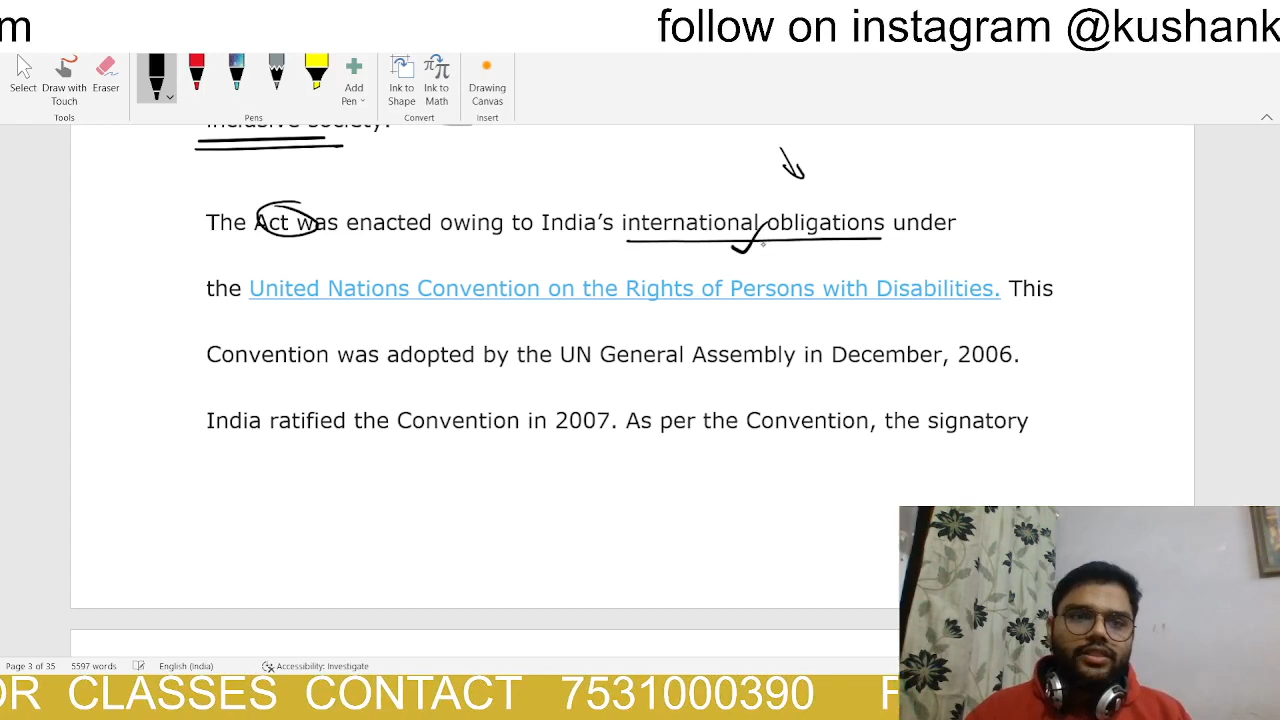 m
follow on instagram @kushank
Select
Draw with Touch
Eraser
Add Pen
Ink to Shape
Ink to Math
Drawing Canvas
Tools
Pens
Convert
Insert
inclusive society.
The Act was enacted owing to India’s international obligations under
the United Nations Convention on the Rights of Persons with Disabilities. This
Convention was adopted by the UN General Assembly in December, 2006.
India ratified the Convention in 2007. As per the Convention, the signatory
Page 3 of 35 5597 words English (India) Accessibility: Investigate
OR CLASSES CONTACT 7531000390 F